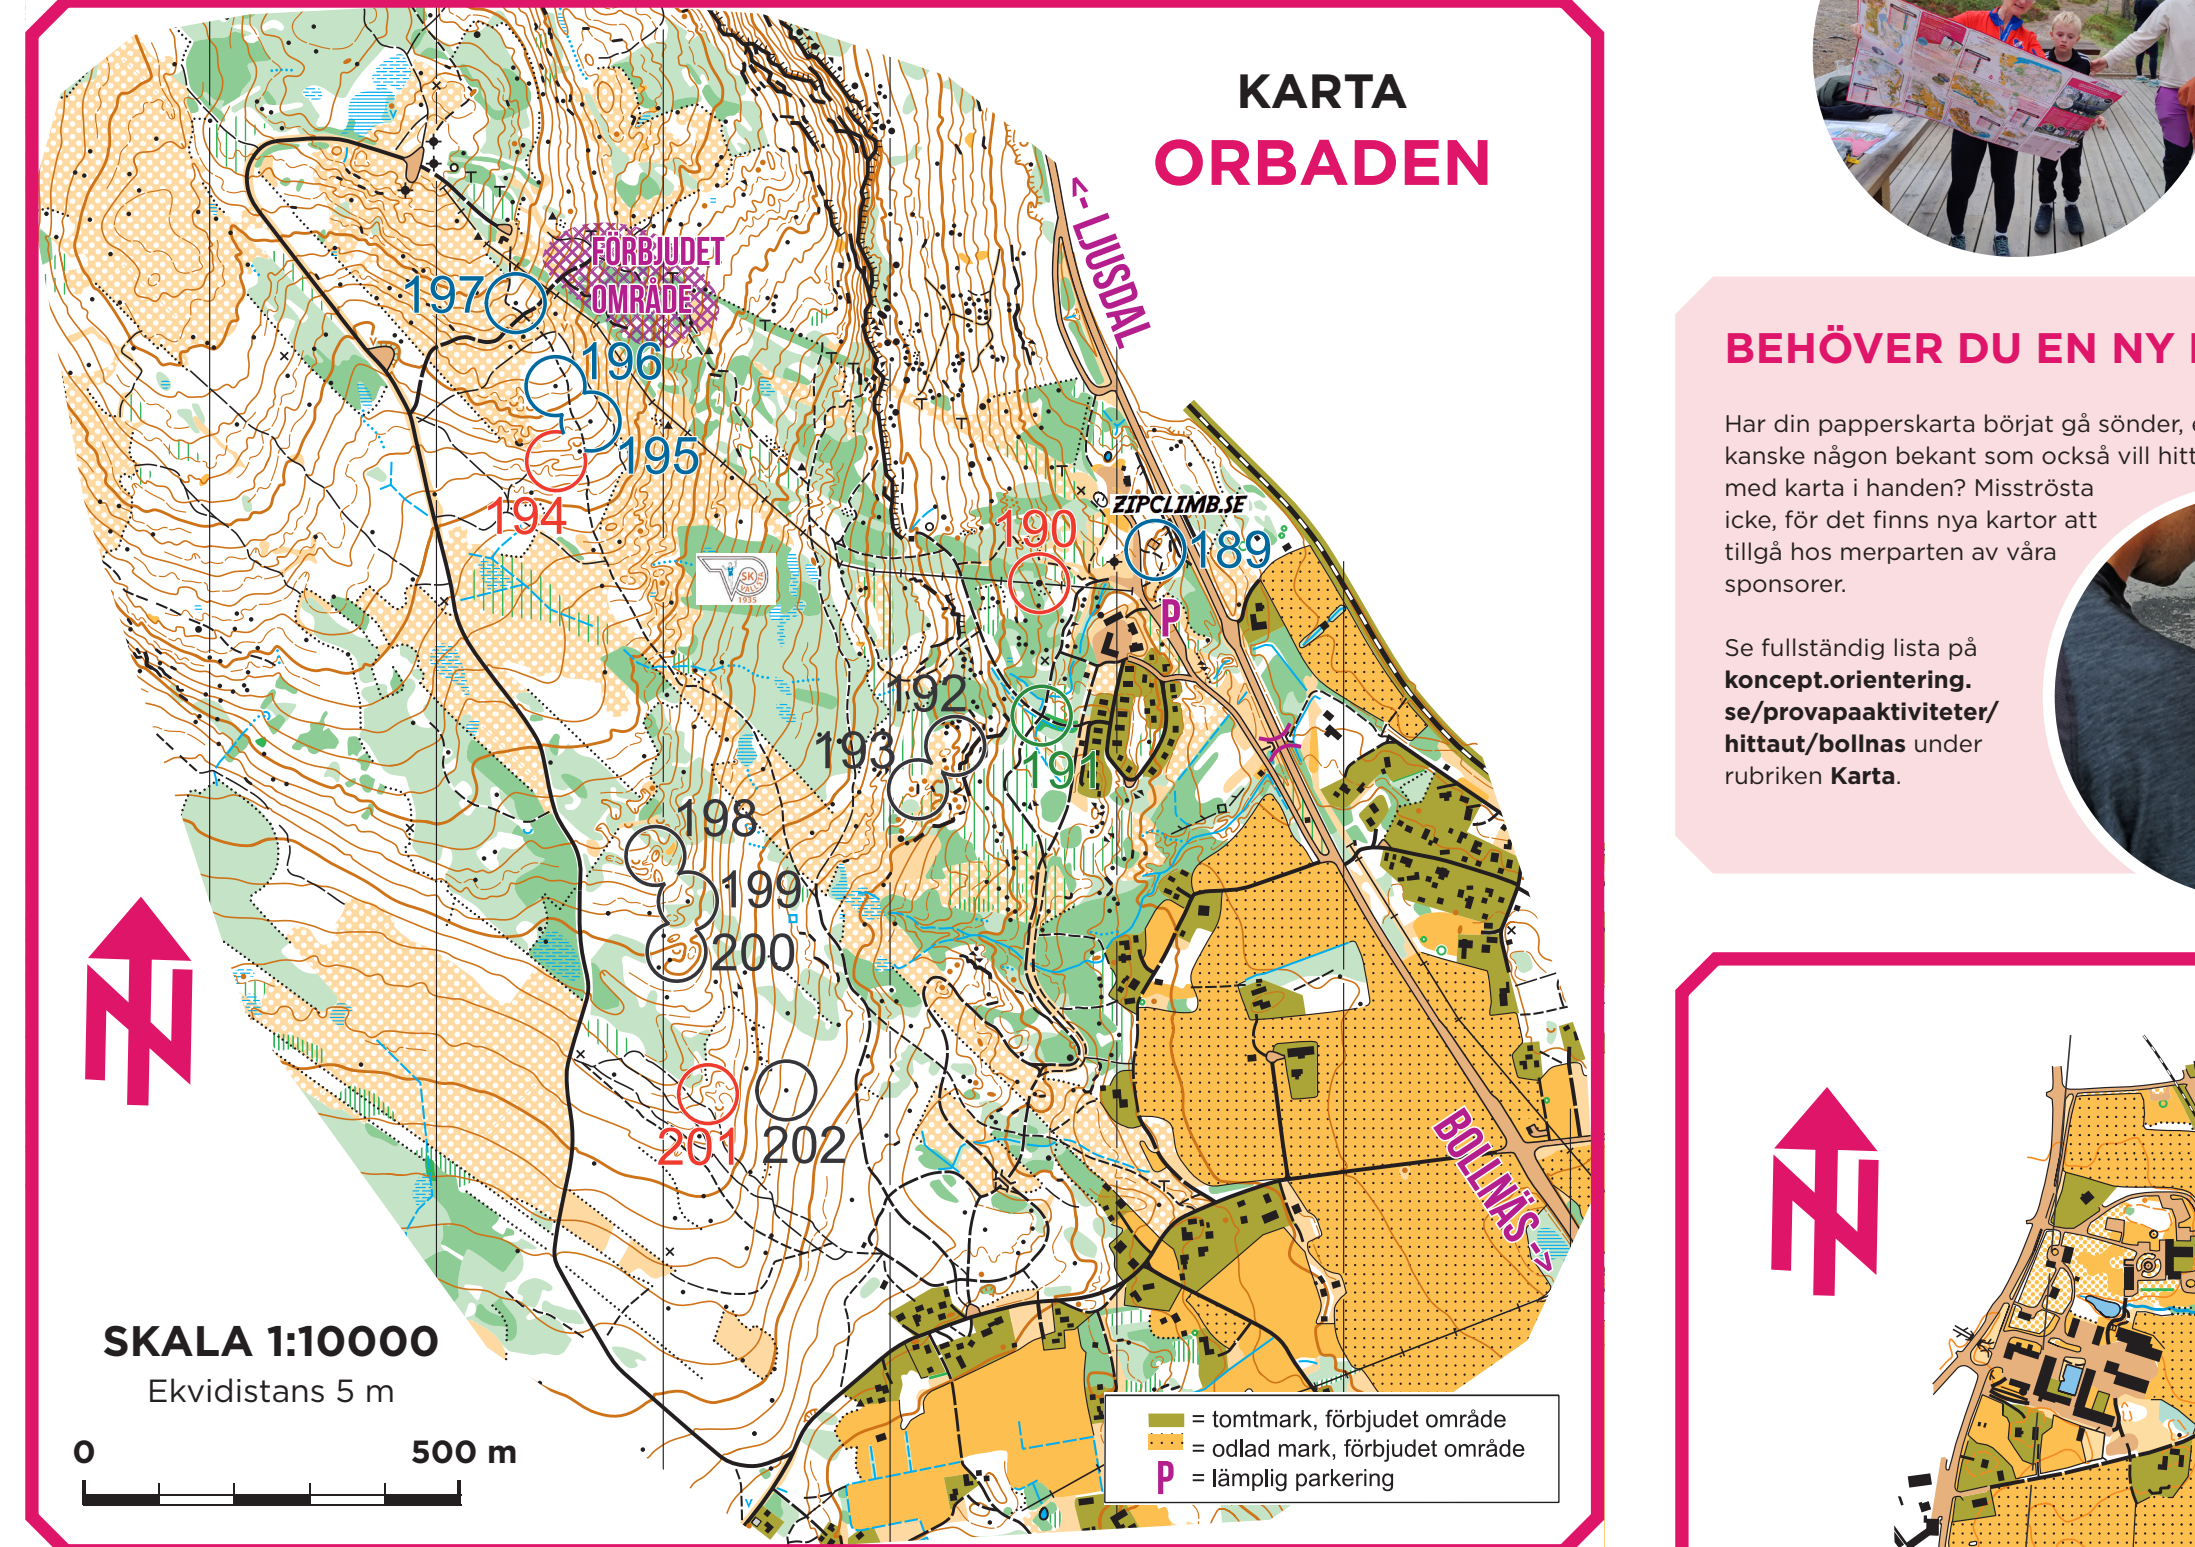 KARTA
ORBADEN
<- LJUSDAL
FÖRBJUDET
OMRÅDE
197
196
195
194
ZIPCLIMB.SE
190
189
P
SK
VALLSTA
1935
192
193
191
198
199
200
201
202
BOLLNÄS ->
N
SKALA 1:10000
Ekvidistans 5 m
0 500 m
= tomtmark, förbjudet område
= odlad mark, förbjudet område
P = lämplig parkering
BEHÖVER DU EN NY
Har din papperskarta börjat gå sönder,
kanske någon bekant som också vill hitt
med karta i handen? Misströsta
icke, för det finns nya kartor att
tillgå hos merparten av våra
sponsorer.
Se fullständig lista på
koncept.orientering.
se/provapaaktiviteter/
hittaut/bollnas under
rubriken Karta.
N